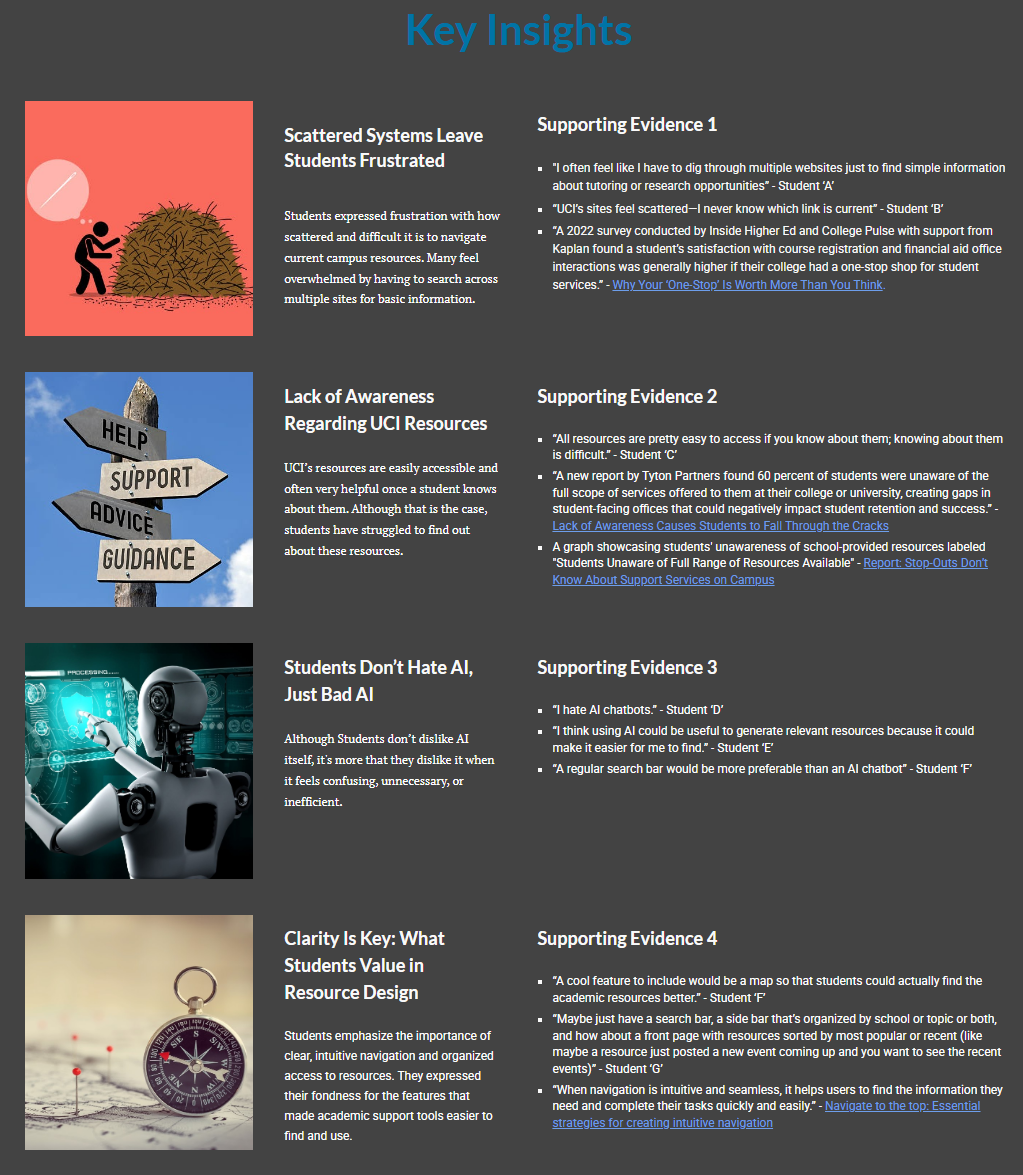 Key Insights
Scattered Systems Leave
Students Frustrated
Students expressed frustration with how
scattered and difficult it is to navigate
current campus resources. Many feel
overwhelmed by having to search across
multiple sites for basic information.
Supporting Evidence 1
"I often feel like I have to dig through multiple websites just to find simple information
about tutoring or research opportunities” - Student ‘A’
“UCI’s sites feel scattered—I never know which link is current” - Student ‘B’
“A 2022 survey conducted by Inside Higher Ed and College Pulse with support from
Kaplan found a student’s satisfaction with course registration and financial aid office
interactions was generally higher if their college had a one-stop shop for student
services.” - Why Your ‘One-Stop’ Is Worth More Than You Think.
HELP
SUPPORT
ADVICE
GUIDANCE
Lack of Awareness
Regarding UCI Resources
UCI’s resources are easily accessible and
often very helpful once a student knows
about them. Although that is the case,
students have struggled to find out
about these resources.
Supporting Evidence 2
“All resources are pretty easy to access if you know about them; knowing about them
is difficult.” - Student ‘C’
“A new report by Tyton Partners found 60 percent of students were unaware of the
full scope of services offered to them at their college or university, creating gaps in
student-facing offices that could negatively impact student retention and success.” -
Lack of Awareness Causes Students to Fall Through the Cracks
A graph showcasing students' unawareness of school-provided resources labeled
"Students Unaware of Full Range of Resources Available" - Report: Stop-Outs Don't
Know About Support Services on Campus
PROCESSING
Students Don’t Hate AI,
Just Bad AI
Although Students don’t dislike AI
itself, it's more that they dislike it when
it feels confusing, unnecessary, or
inefficient.
Supporting Evidence 3
“I hate AI chatbots.” - Student ‘D’
“I think using AI could be useful to generate relevant resources because it could
make it easier for me to find.” - Student ‘E’
“A regular search bar would be more preferable than an AI chatbot” - Student ‘F’
Clarity Is Key: What
Students Value in
Resource Design
Students emphasize the importance of
clear, intuitive navigation and organized
access to resources. They expressed
their fondness for the features that
made academic support tools easier to
find and use.
Supporting Evidence 4
“A cool feature to include would be a map so that students could actually find the
academic resources better.” - Student ‘F’
“Maybe just have a search bar, a side bar that’s organized by school or topic or both,
and how about a front page with resources sorted by most popular or recent (like
maybe a resource just posted a new event coming up and you want to see the recent
events)” - Student ‘G’
“When navigation is intuitive and seamless, it helps users to find the information they
need and complete their tasks quickly and easily.” - Navigate to the top: Essential
strategies for creating intuitive navigation